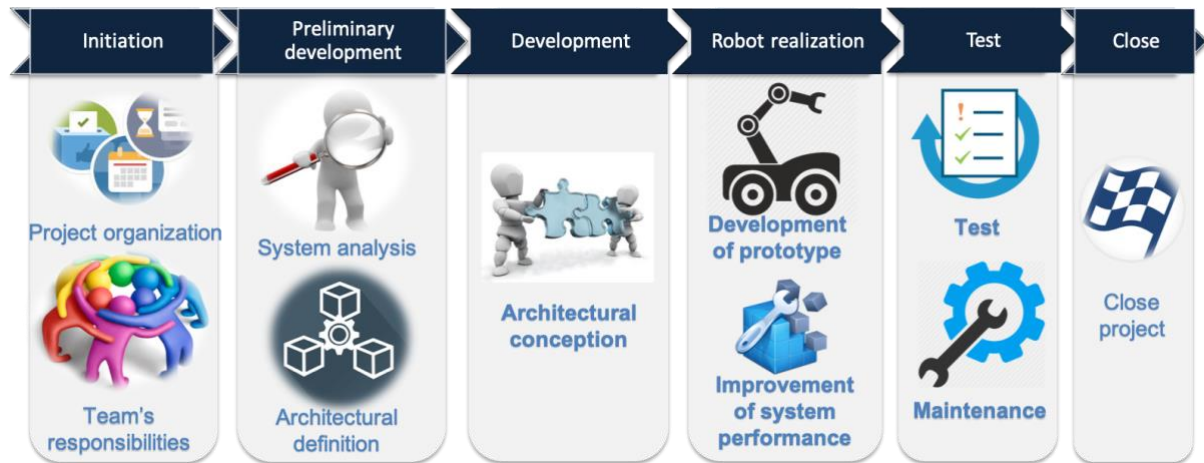 Initiation
Preliminary
development
Development
Robot realization
Test
Close
Project organization
Team's
responsibilities
System analysis
Architectural
definition
Architectural
conception
Development
of prototype
Improvement
of system
performance
Test
Maintenance
Close
project